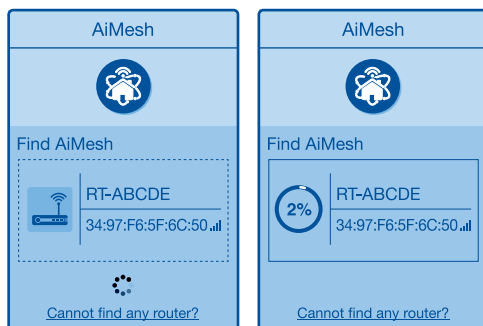 AiMesh
Find AiMesh
RT-ABCDE
34:97:F6:5F:6C:50
Cannot find any router?
AiMesh
Find AiMesh
2%
RT-ABCDE
34:97:F6:5F:6C:50
Cannot find any router?